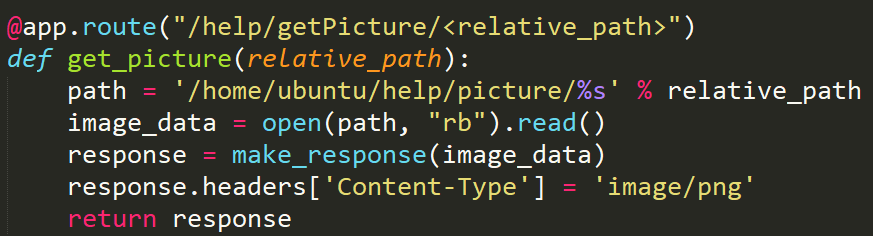 @app.route("/help/getPicture/<relative_path>")
def get_picture(relative_path):
    path = '/home/ubuntu/help/picture/%s' % relative_path
    image_data = open(path, "rb").read()
    response = make_response(image_data)
    response.headers['Content-Type'] = 'image/png'
    return response